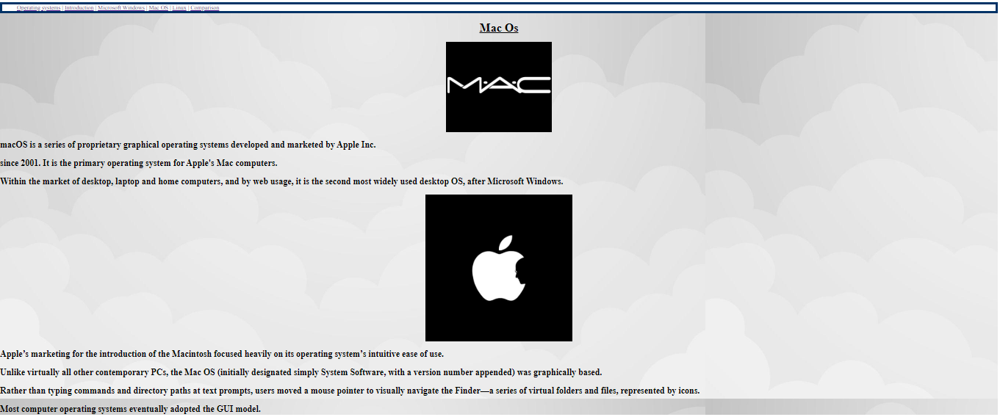 Operating systems | Introduction | Microsoft Windows | Mac OS | Linux | Comparison
Mac Os
MAC
macOS is a series of proprietary graphical operating systems developed and marketed by Apple Inc.
since 2001. It is the primary operating system for Apple's Mac computers.
Within the market of desktop, laptop and home computers, and by web usage, it is the second most widely used desktop OS, after Microsoft Windows.
Apple’s marketing for the introduction of the Macintosh focused heavily on its operating system’s intuitive ease of use.
Unlike virtually all other contemporary PCs, the Mac OS (initially designated simply System Software, with a version number appended) was graphically based.
Rather than typing commands and directory paths at text prompts, users moved a mouse pointer to visually navigate the Finder—a series of virtual folders and files, represented by icons.
Most computer operating systems eventually adopted the GUI model.